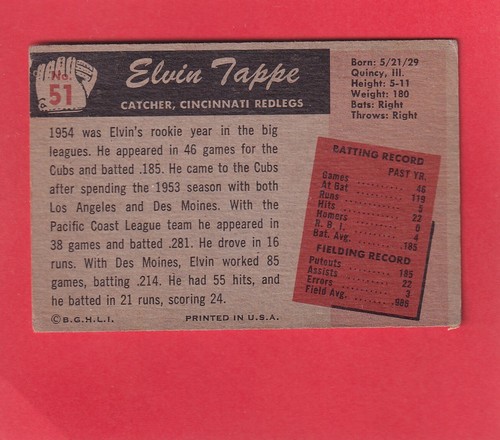 No.
51
Elvin Tappe
CATCHER, CINCINNATI REDLEGS
Born: 5/21/29
Quincy, Ill.
Height: 5-11
Weight: 180
Bats: Right
Throws: Right
1954 was Elvin's rookie year in the big
leagues. He appeared in 46 games for the
Cubs and batted .185. He came to the Cubs
after spending the 1953 season with both
Los Angeles and Des Moines. With the
Pacific Coast League team he appeared in
38 games and batted .281. He drove in 16
runs. With Des Moines, Elvin worked 85
games, batting .214. He had 55 hits, and
he batted in 21 runs, scoring 24.
BATTING RECORD
PAST YR.
Games 46
At Bat 119
Runs 5
Hits 22
Homers 0
R. B. I. 4
Bat. Avg. .185
FIELDING RECORD
Putouts 185
Assists 22
Errors 3
Field Avg. .986
©B.G.H.L.I. PRINTED IN U.S.A.